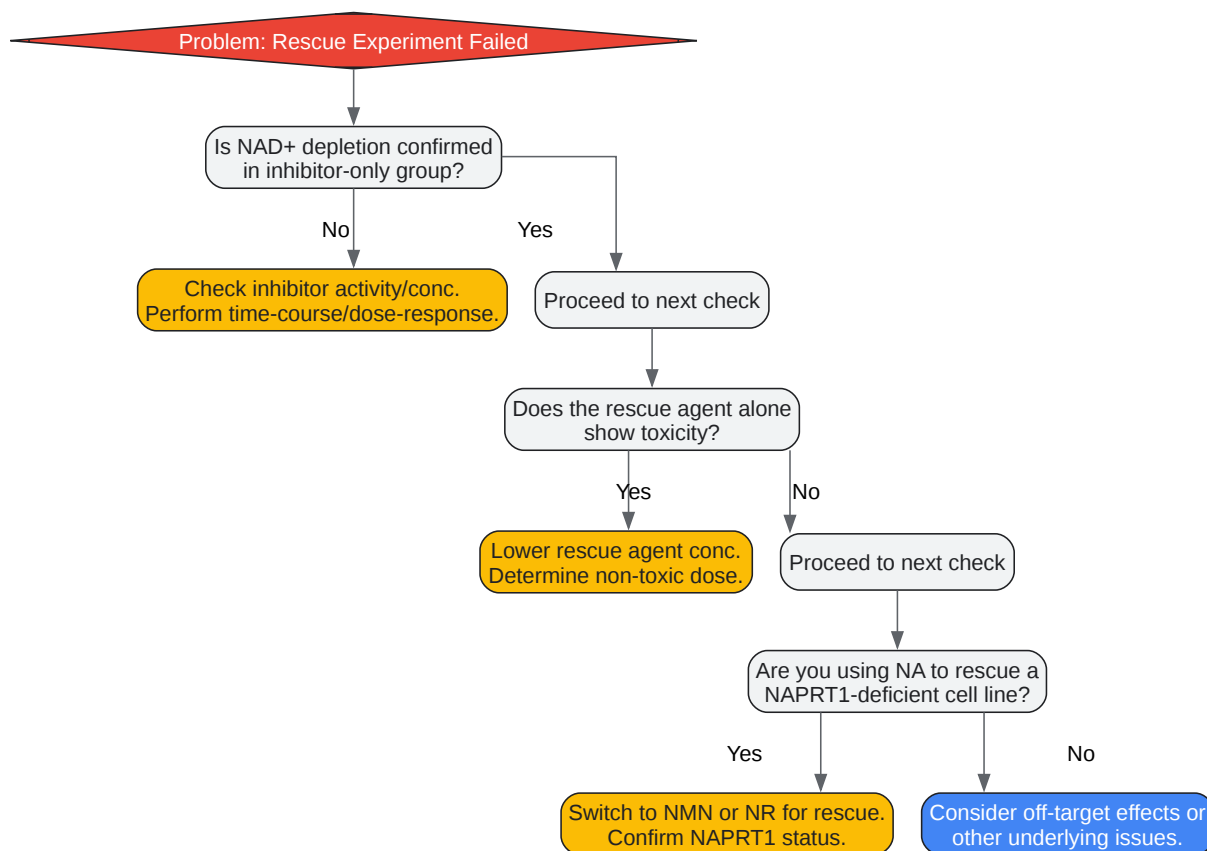 Problem: Rescue Experiment Failed
Is NAD+ depletion confirmed
in inhibitor-only group?
No
Yes
Check inhibitor activity/conc.
Perform time-course/dose-response.
Proceed to next check
Does the rescue agent alone
show toxicity?
Yes
No
Lower rescue agent conc.
Determine non-toxic dose.
Proceed to next check
Are you using NA to rescue a
NAPRT1-deficient cell line?
Yes
No
Switch to NMN or NR for rescue.
Confirm NAPRT1 status.
Consider off-target effects or
other underlying issues.